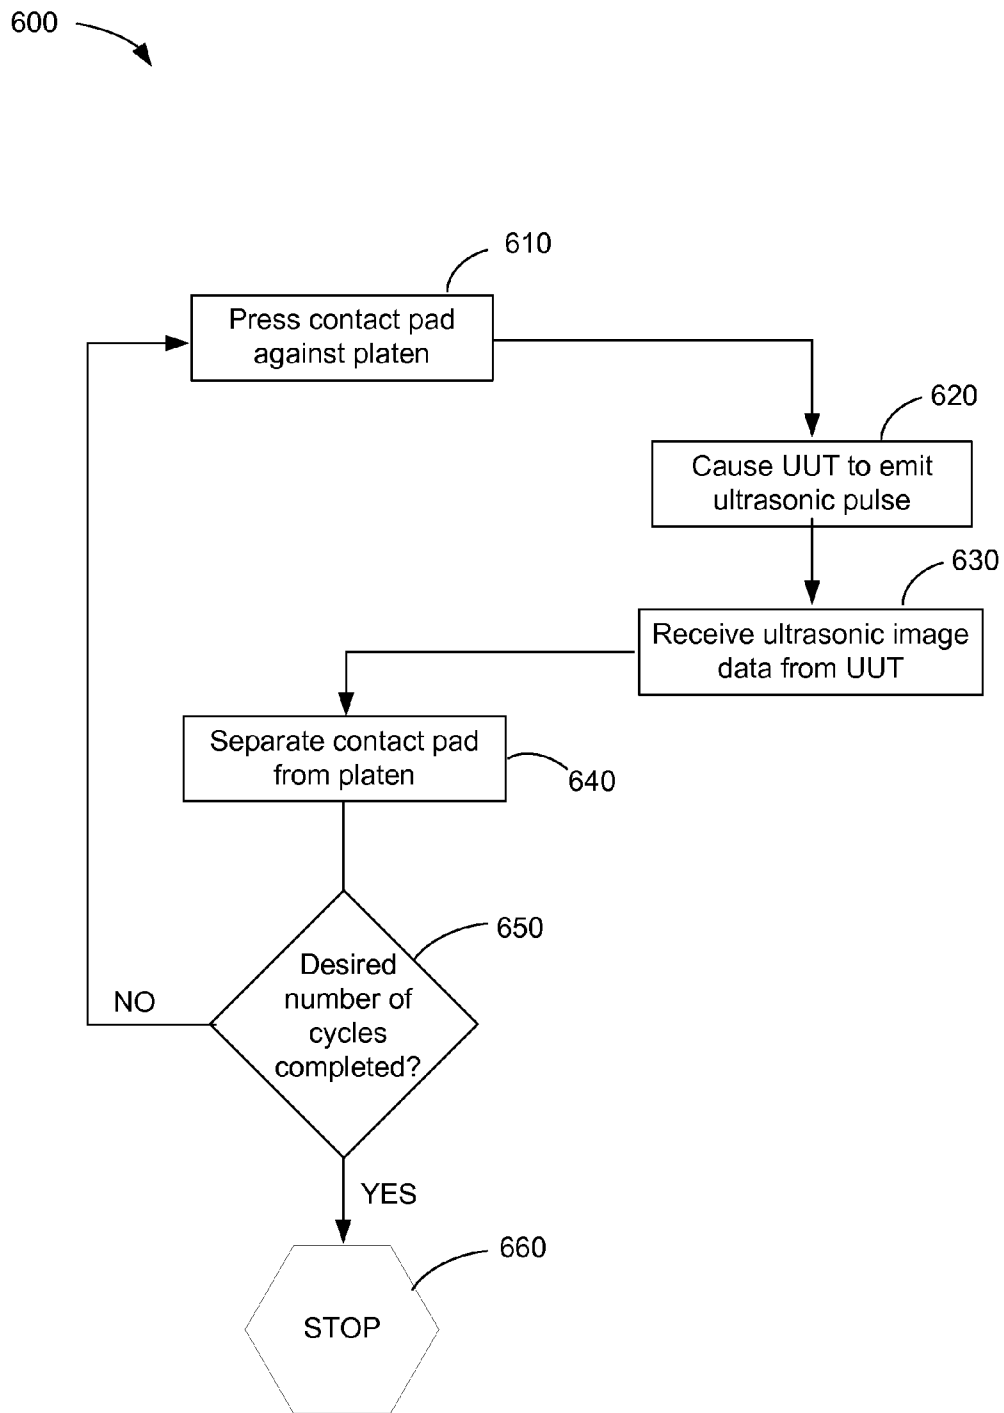 600
610
Press contact pad
against platen
620
Cause UUT to emit
ultrasonic pulse
630
Receive ultrasonic image
data from UUT
Separate contact pad
from platen
640
650
Desired
number of
cycles
completed?
NO
YES
660
STOP